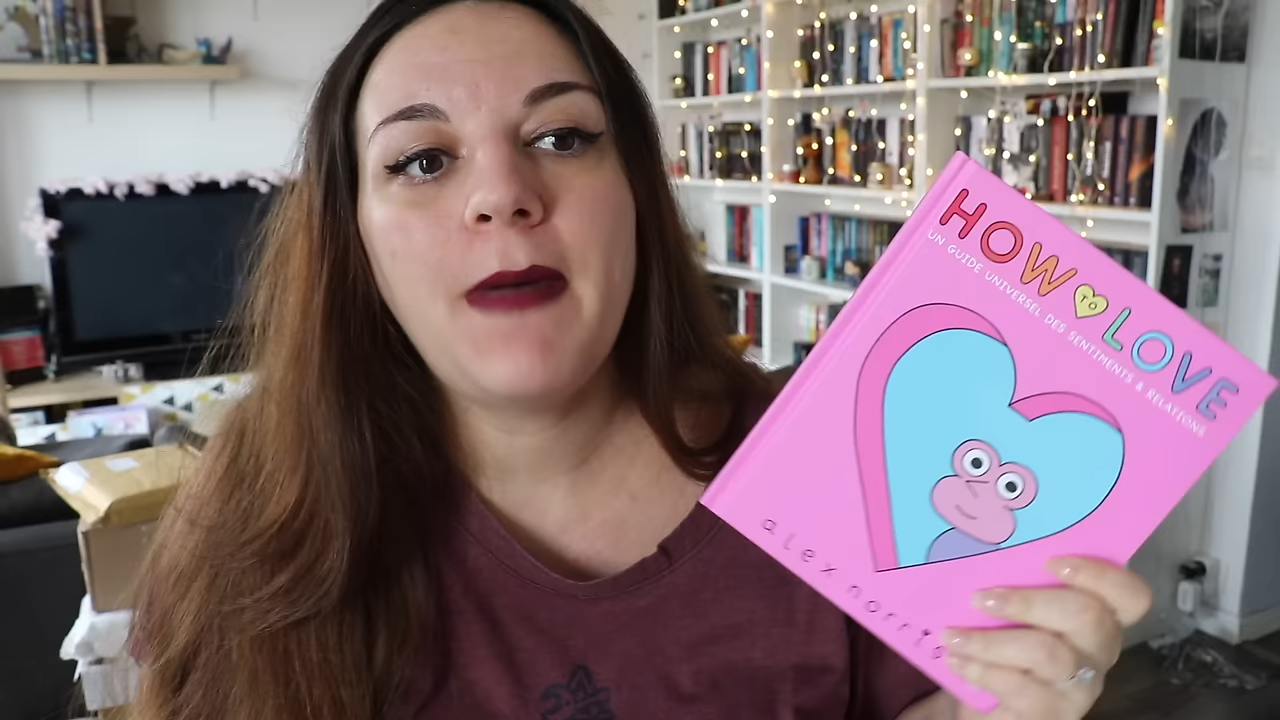 HOW TO LOVE
UN GUIDE UNIVERSEL DES SENTIMENTS & RELATIONS
alex norris